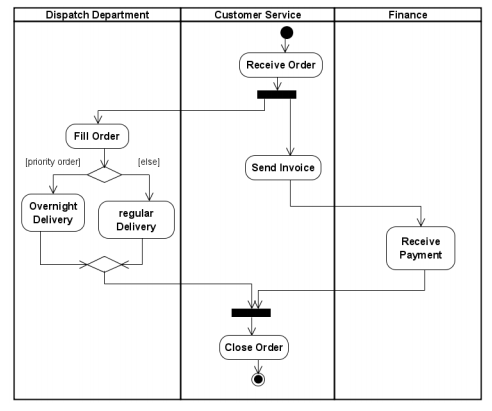 Dispatch Department
Customer Service
Finance
Receive Order
Fill Order
[priority order]
[else]
Send Invoice
Overnight
Delivery
regular
Delivery
Receive
Payment
Close Order